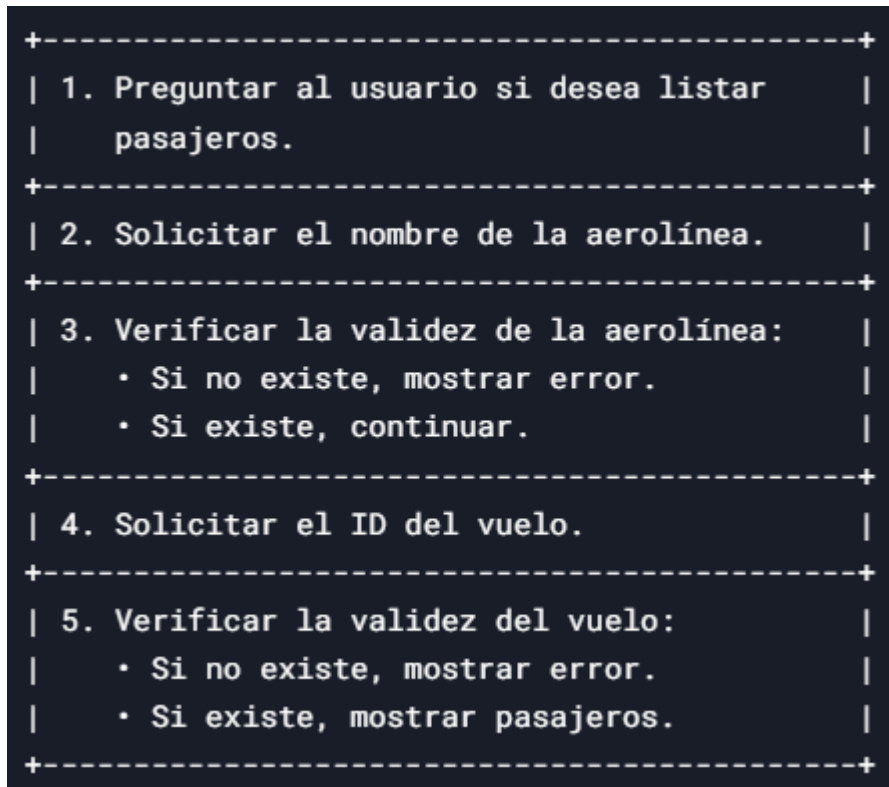 +---------------------------------------------+
| 1. Preguntar al usuario si desea listar     |
|    pasajeros.                               |
+---------------------------------------------+
| 2. Solicitar el nombre de la aerolínea.     |
+---------------------------------------------+
| 3. Verificar la validez de la aerolínea:    |
|    • Si no existe, mostrar error.           |
|    • Si existe, continuar.                  |
+---------------------------------------------+
| 4. Solicitar el ID del vuelo.               |
+---------------------------------------------+
| 5. Verificar la validez del vuelo:          |
|    • Si no existe, mostrar error.           |
|    • Si existe, mostrar pasajeros.          |
+---------------------------------------------+